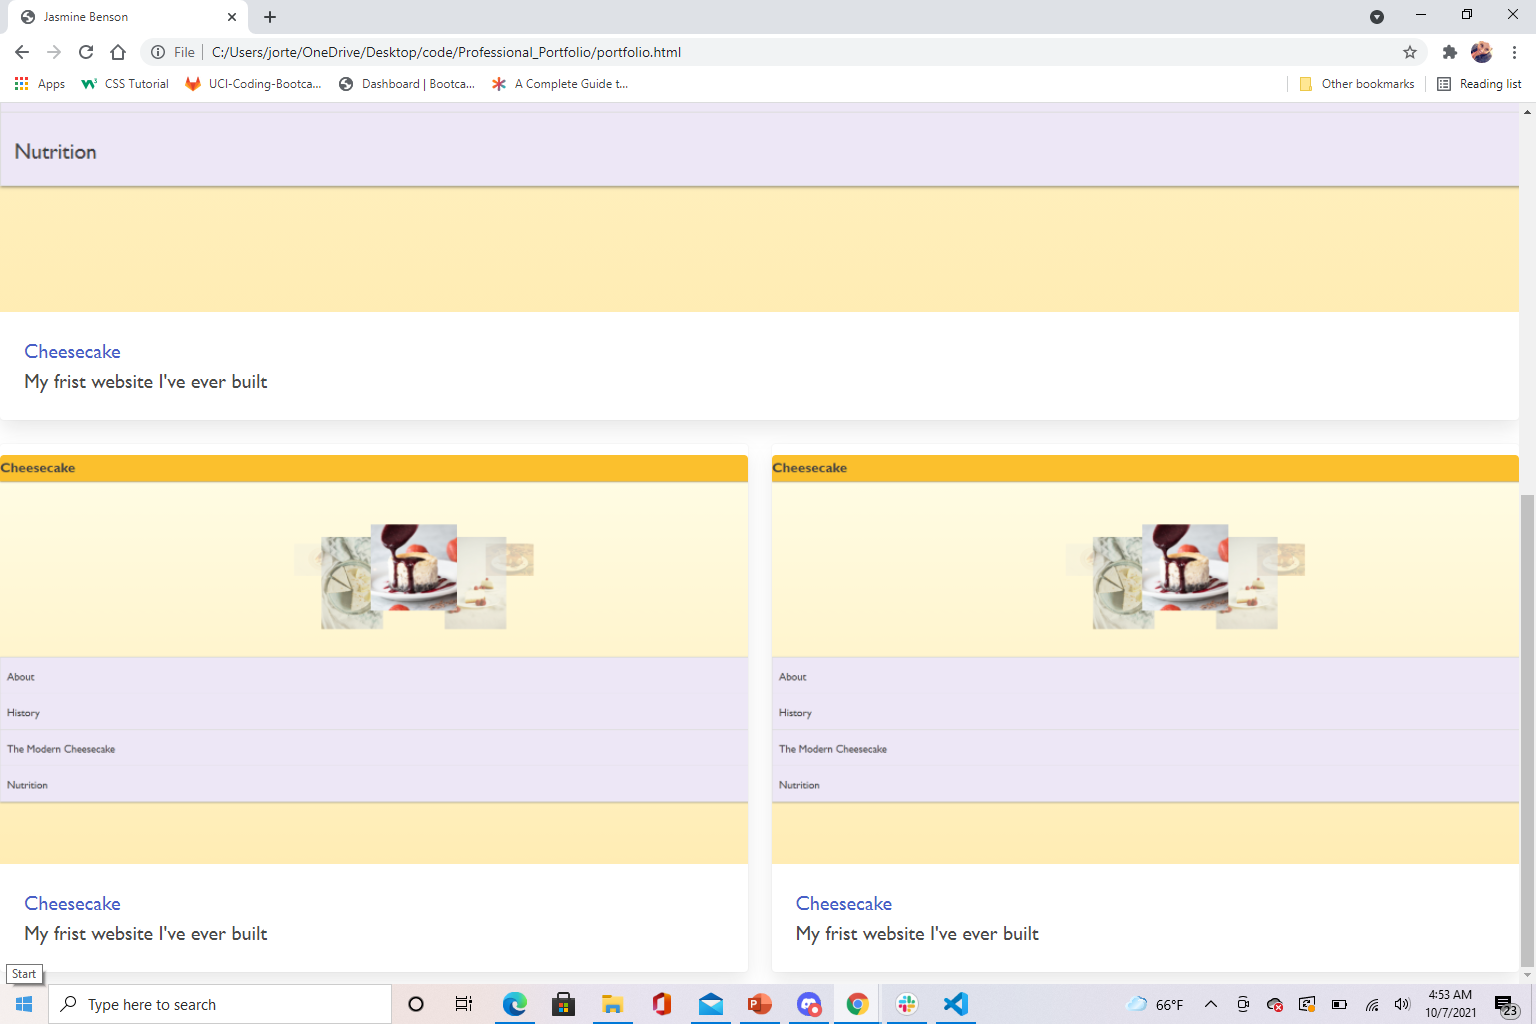 Jasmine Benson
File
C:/Users/jorte/OneDrive/Desktop/code/Professional_Portfolio/portfolio.html
Apps
CSS Tutorial
UCI-Coding-Bootca...
Dashboard | Bootca...
A Complete Guide t...
Other bookmarks
Reading list
Nutrition
Cheesecake
My frist website I've ever built
Cheesecake
About
History
The Modern Cheesecake
Nutrition
Cheesecake
My frist website I've ever built
Cheesecake
About
History
The Modern Cheesecake
Nutrition
Cheesecake
My frist website I've ever built
Start
Type here to search
66°F
4:53 AM
10/7/2021
23